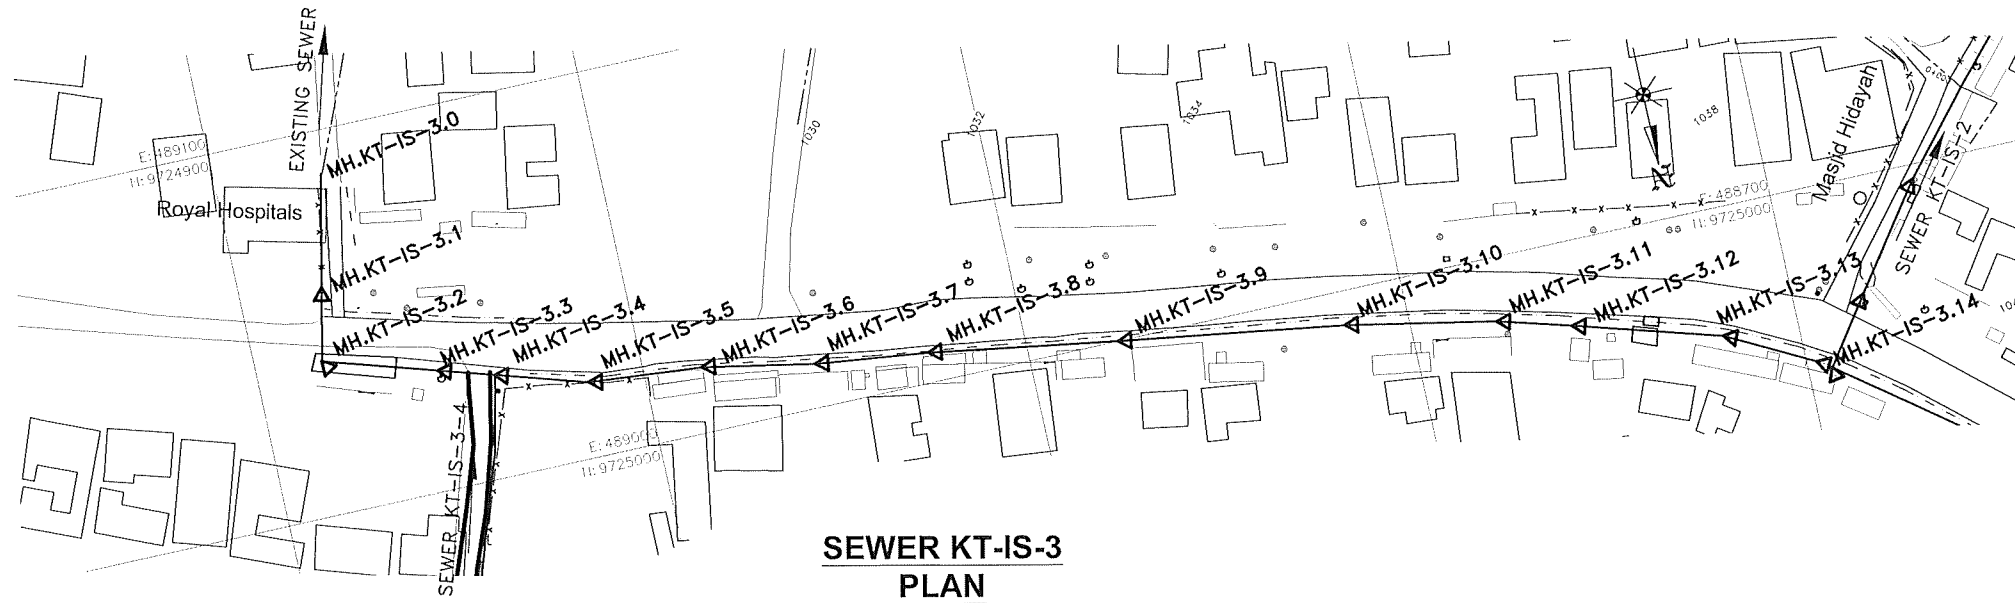 EXISTING SEWER
MH.KT-IS-3.0
E: 489100
N: 9724900
Royal Hospitals
MH.KT-IS-3.1
MH.KT-IS-3.2
MH.KT-IS-3.3
MH.KT-IS-3.4
MH.KT-IS-3.5
MH.KT-IS-3.6
MH.KT-IS-3.7
MH.KT-IS-3.8
MH.KT-IS-3.9
MH.KT-IS-3.10
MH.KT-IS-3.11
MH.KT-IS-3.12
MH.KT-IS-3.13
MH.KT-IS-3.14
1030
1032
1034
1038
N
E: 488700
N: 9725000
Masjid Hidayah
0+00
SEWER KT-IS-2
E: 489000
N: 9725000
SEWER KT-IS-3-4
SEWER KT-IS-3
PLAN